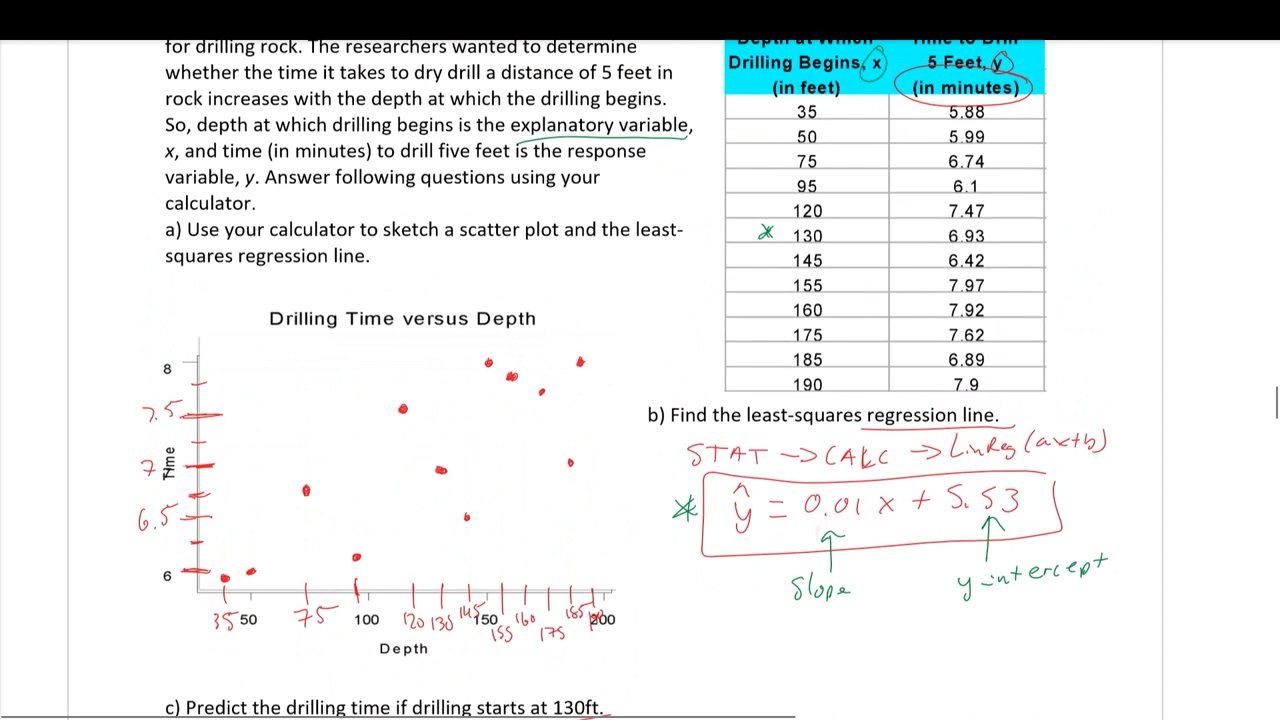 for drilling rock. The researchers wanted to determine
whether the time it takes to dry drill a distance of 5 feet in
rock increases with the depth at which the drilling begins.
So, depth at which drilling begins is the explanatory variable,
x, and time (in minutes) to drill five feet is the response
variable, y. Answer following questions using your
calculator.
a) Use your calculator to sketch a scatter plot and the least-
squares regression line.
Depth at Which Time to Drill
Drilling Begins, x 5 Feet, y
(in feet) (in minutes)
35 5.88
50 5.99
75 6.74
95 6.1
120 7.47
130 6.93
145 6.42
155 7.97
160 7.92
175 7.62
185 6.89
190 7.9
Drilling Time versus Depth
8
7.5
7
6.5
6
Time
35 50 75 100 120 130 145 150 155 160 175 185 190 200
Depth
b) Find the least-squares regression line.
STAT → CALC → LinReg(ax+b)
ŷ = 0.01x + 5.53
slope y-intercept
c) Predict the drilling time if drilling starts at 130ft.